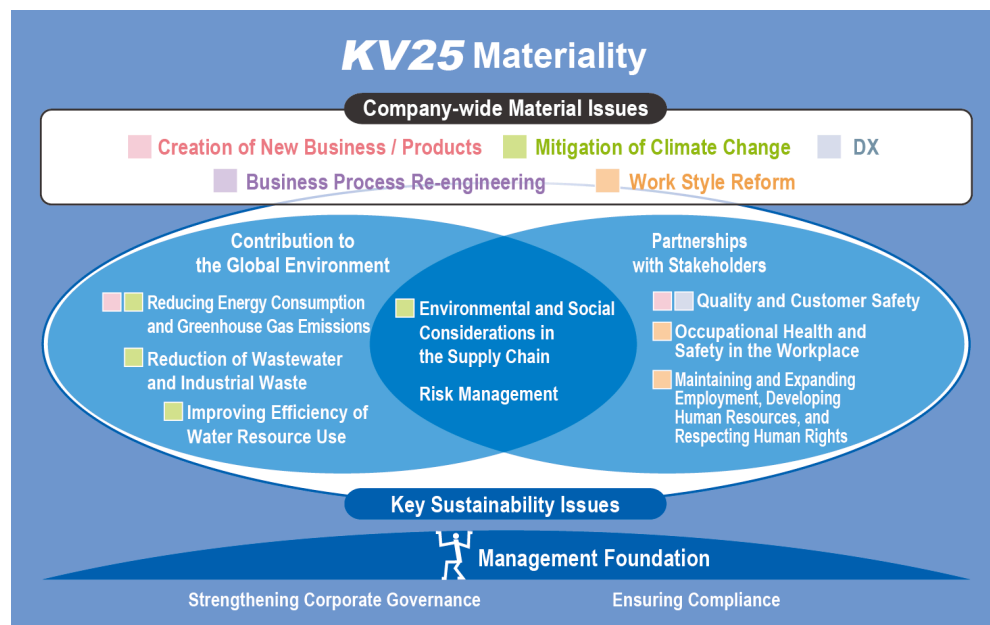 KV25 Materiality
Company-wide Material Issues
Creation of New Business / Products
Mitigation of Climate Change
DX
Business Process Re-engineering
Work Style Reform
Contribution to
the Global Environment
Reducing Energy Consumption
and Greenhouse Gas Emissions
Reduction of Wastewater
and Industrial Waste
Improving Efficiency of
Water Resource Use
Environmental and Social
Considerations in
the Supply Chain
Risk Management
Partnerships
with Stakeholders
Quality and Customer Safety
Occupational Health and
Safety in the Workplace
Maintaining and Expanding
Employment, Developing
Human Resources, and
Respecting Human Rights
Key Sustainability Issues
Management Foundation
Strengthening Corporate Governance
Ensuring Compliance